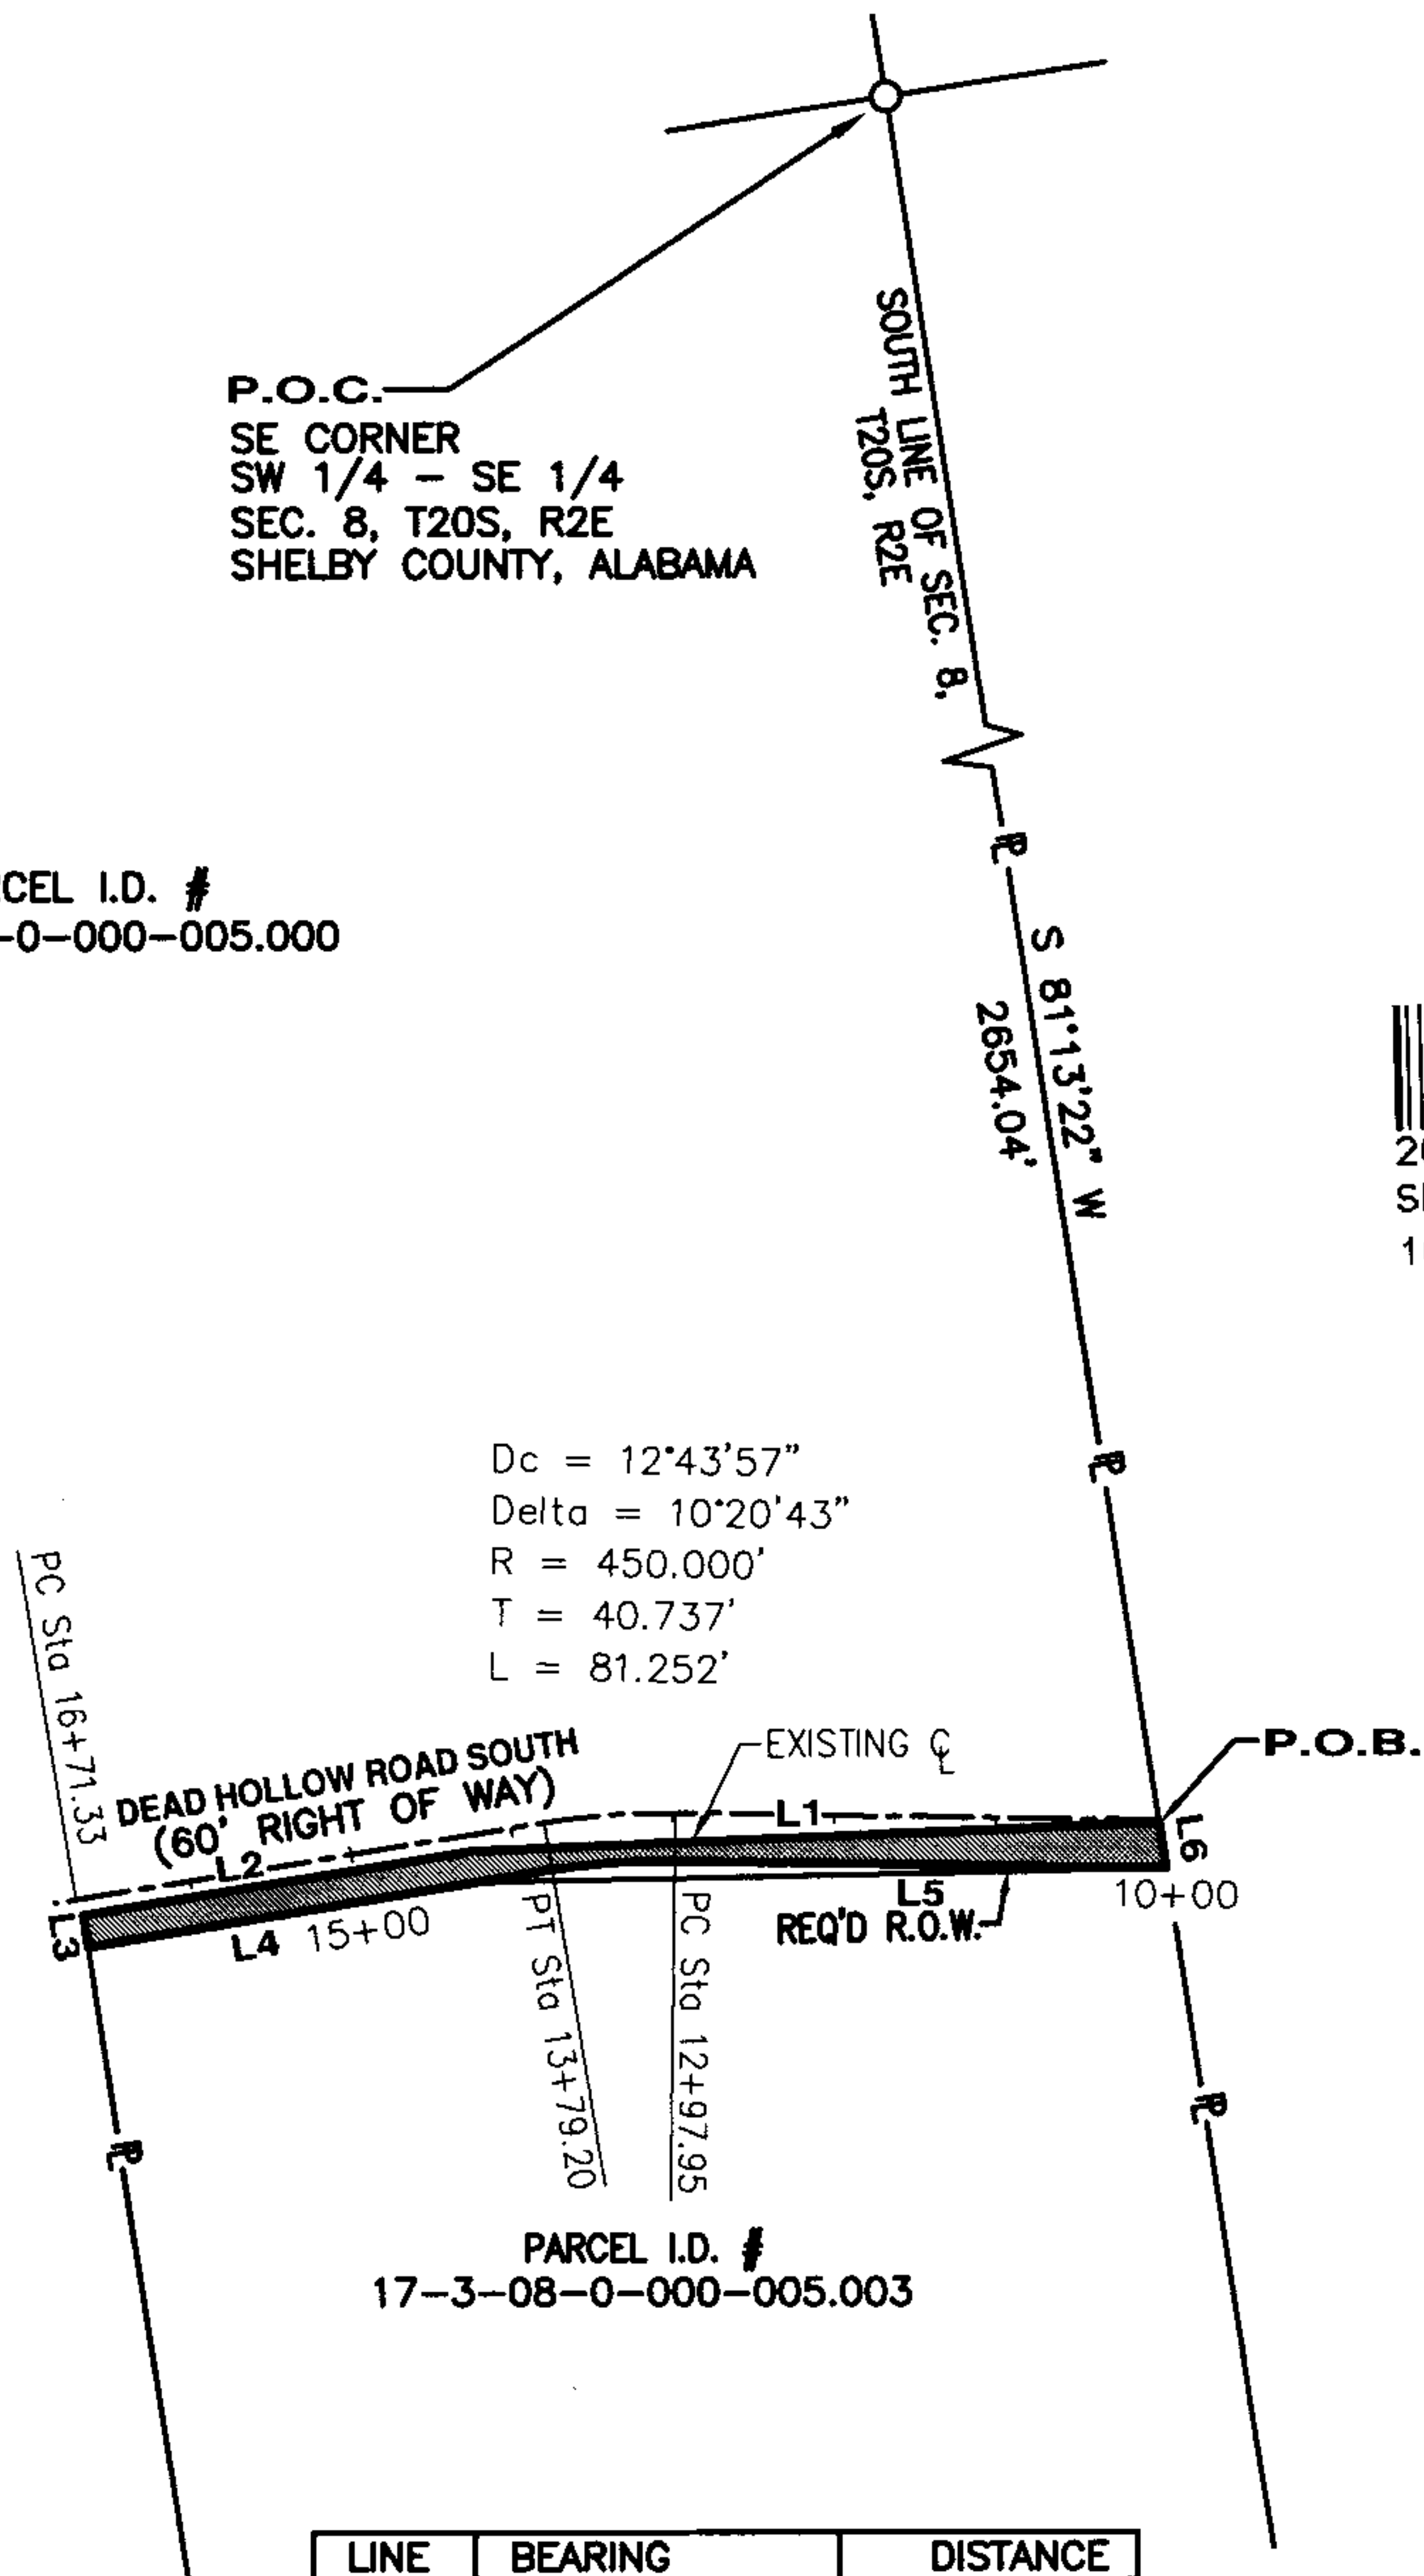 P.O.C.
SE CORNER
SW 1/4 - SE 1/4
SEC. 8, T20S, R2E
SHELBY COUNTY, ALABAMA
SOUTH LINE OF SEC. 8,
T20S, R2E
CEL I.D. #
-0-000-005.000
S 81°13'22" W
2654.04'
Dc = 12°43'57"
Delta = 10°20'43"
R = 450.000'
T = 40.737'
L = 81.252'
PC Sta 16+71.33
DEAD HOLLOW ROAD SOUTH
(60' RIGHT OF WAY)
EXISTING ℄
P.O.B.
L1
L2
L3
L4
15+00
L5
L6
REQ'D R.O.W.
10+00
PT Sta 13+79.20
PC Sta 12+97.95
PARCEL I.D. #
17-3-08-0-000-005.003
LINE BEARING DISTANCE